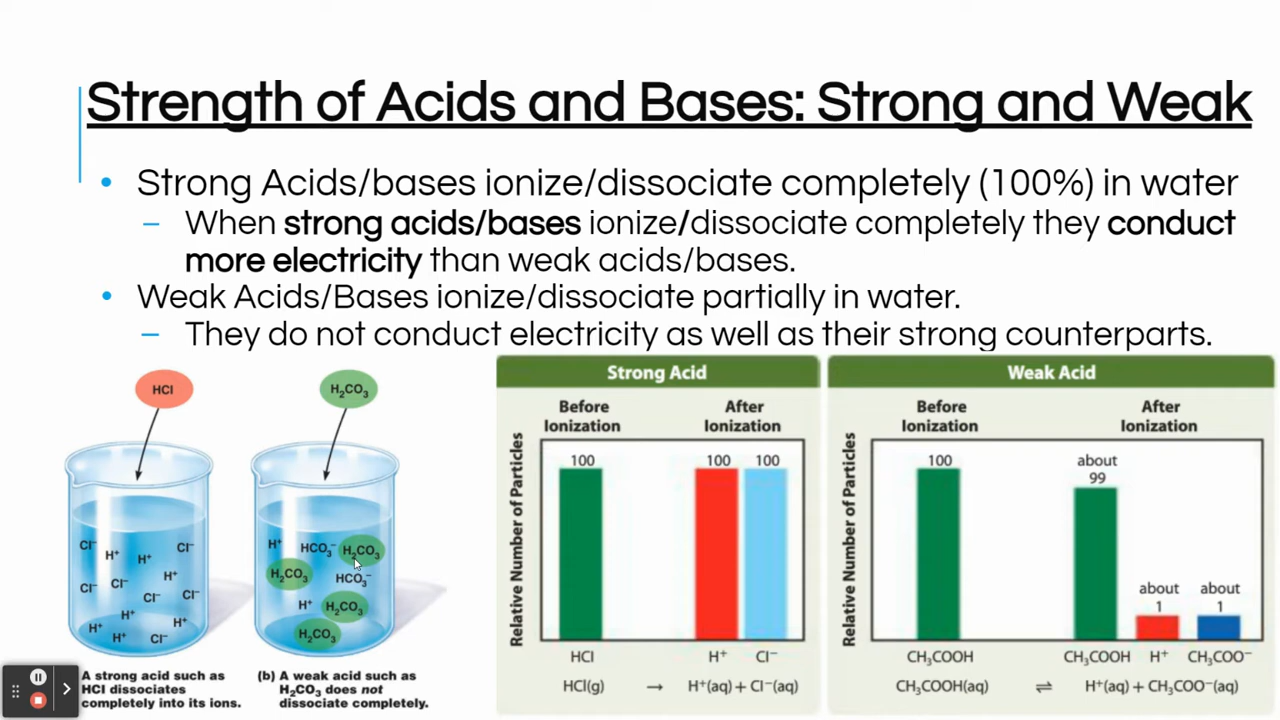 Strength of Acids and Bases: Strong and Weak
• Strong Acids/bases ionize/dissociate completely (100%) in water
– When strong acids/bases ionize/dissociate completely they conduct
more electricity than weak acids/bases.
• Weak Acids/Bases ionize/dissociate partially in water.
– They do not conduct electricity as well as their strong counterparts.
HCl
H₂CO₃
Cl⁻
H⁺
H⁺
Cl⁻
Cl⁻
Cl⁻
H⁺
Cl⁻
Cl⁻
H⁺
H⁺
H⁺
Cl⁻
H⁺
H⁺
HCO₃⁻
H₂CO₃
H₂CO₃
HCO₃⁻
H⁺
H₂CO₃
H₂CO₃
A strong acid such as
HCl dissociates
completely into its ions.
(b) A weak acid such as
H₂CO₃ does not
dissociate completely.
Strong Acid
Before
Ionization
After
Ionization
Relative Number of Particles
100
100
100
HCl
H⁺
Cl⁻
HCl(g) → H⁺(aq) + Cl⁻(aq)
Weak Acid
Before
Ionization
After
Ionization
Relative Number of Particles
100
about
99
about
1
about
1
CH₃COOH
CH₃COOH
H⁺
CH₃COO⁻
CH₃COOH(aq) ⇌ H⁺(aq) + CH₃COO⁻(aq)